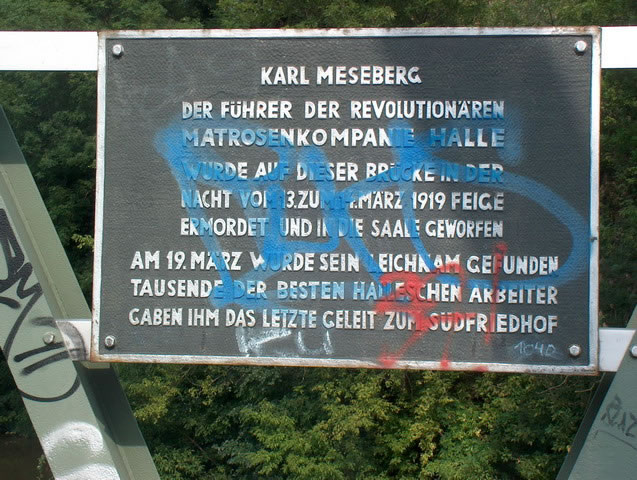 KARL MESEBERG
DER FÜHRER DER REVOLUTIONÄREN
MATROSENKOMPANIE HALLE
WURDE AUF DIESER BRÜCKE IN DER
NACHT VOM 13. ZUM 14. MÄRZ 1919 FEIGE
ERMORDET UND IN DIE SAALE GEWORFEN
AM 19. MÄRZ WURDE SEIN LEICHNAM GEFUNDEN
TAUSENDE DER BESTEN HALLESCHEN ARBEITER
GABEN IHM DAS LETZTE GELEIT ZUM SÜDFRIEDHOF